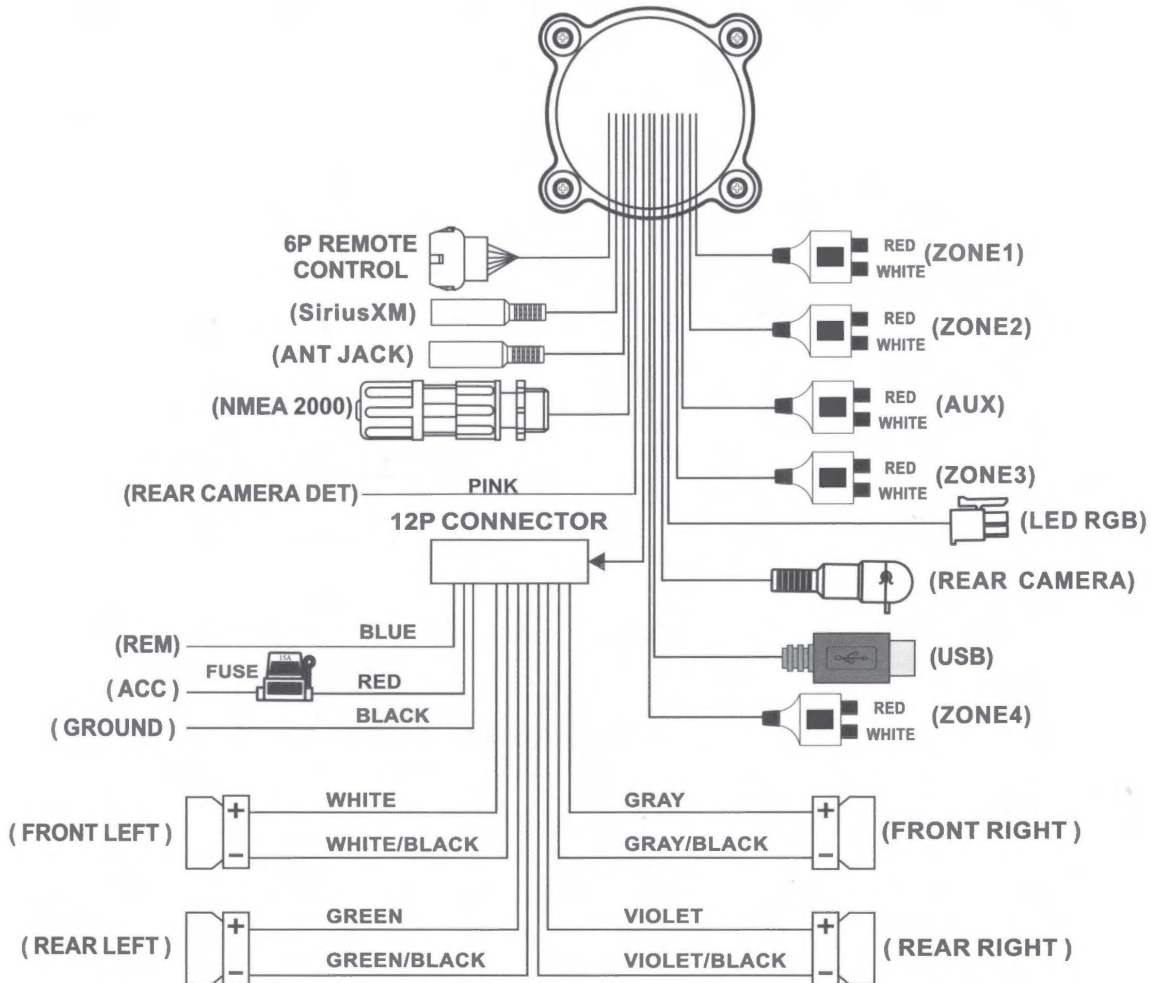 6P REMOTE
CONTROL
(SiriusXM)
(ANT JACK)
(NMEA 2000)
(REAR CAMERA DET)
PINK
12P CONNECTOR
RED
WHITE
(ZONE1)
RED
WHITE
(ZONE2)
RED
WHITE
(AUX)
RED
WHITE
(ZONE3)
(LED RGB)
(REAR CAMERA)
(USB)
RED
WHITE
(ZONE4)
(REM)
BLUE
FUSE
15A
(ACC )
RED
( GROUND )
BLACK
( FRONT LEFT )
+
WHITE
−
WHITE/BLACK
GRAY
+
GRAY/BLACK
−
(FRONT RIGHT )
( REAR LEFT )
+
GREEN
−
GREEN/BLACK
VIOLET
+
VIOLET/BLACK
−
( REAR RIGHT )